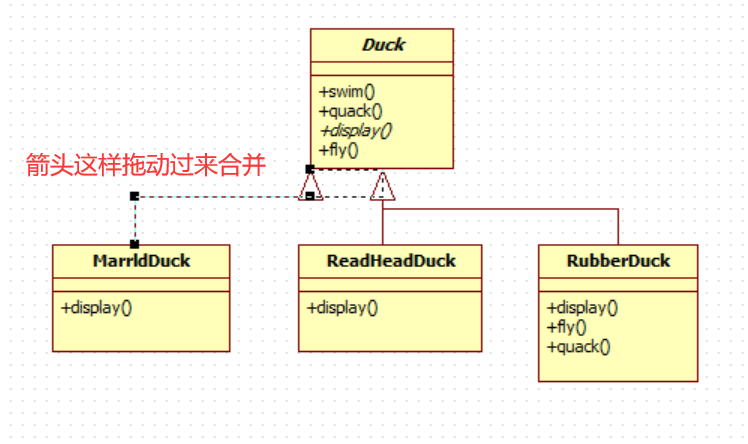 Duck
+swim()
+quack()
+display()
+fly()
箭头这样拖动过来合并
MarrldDuck
+display()
ReadHeadDuck
+display()
RubberDuck
+display()
+fly()
+quack()